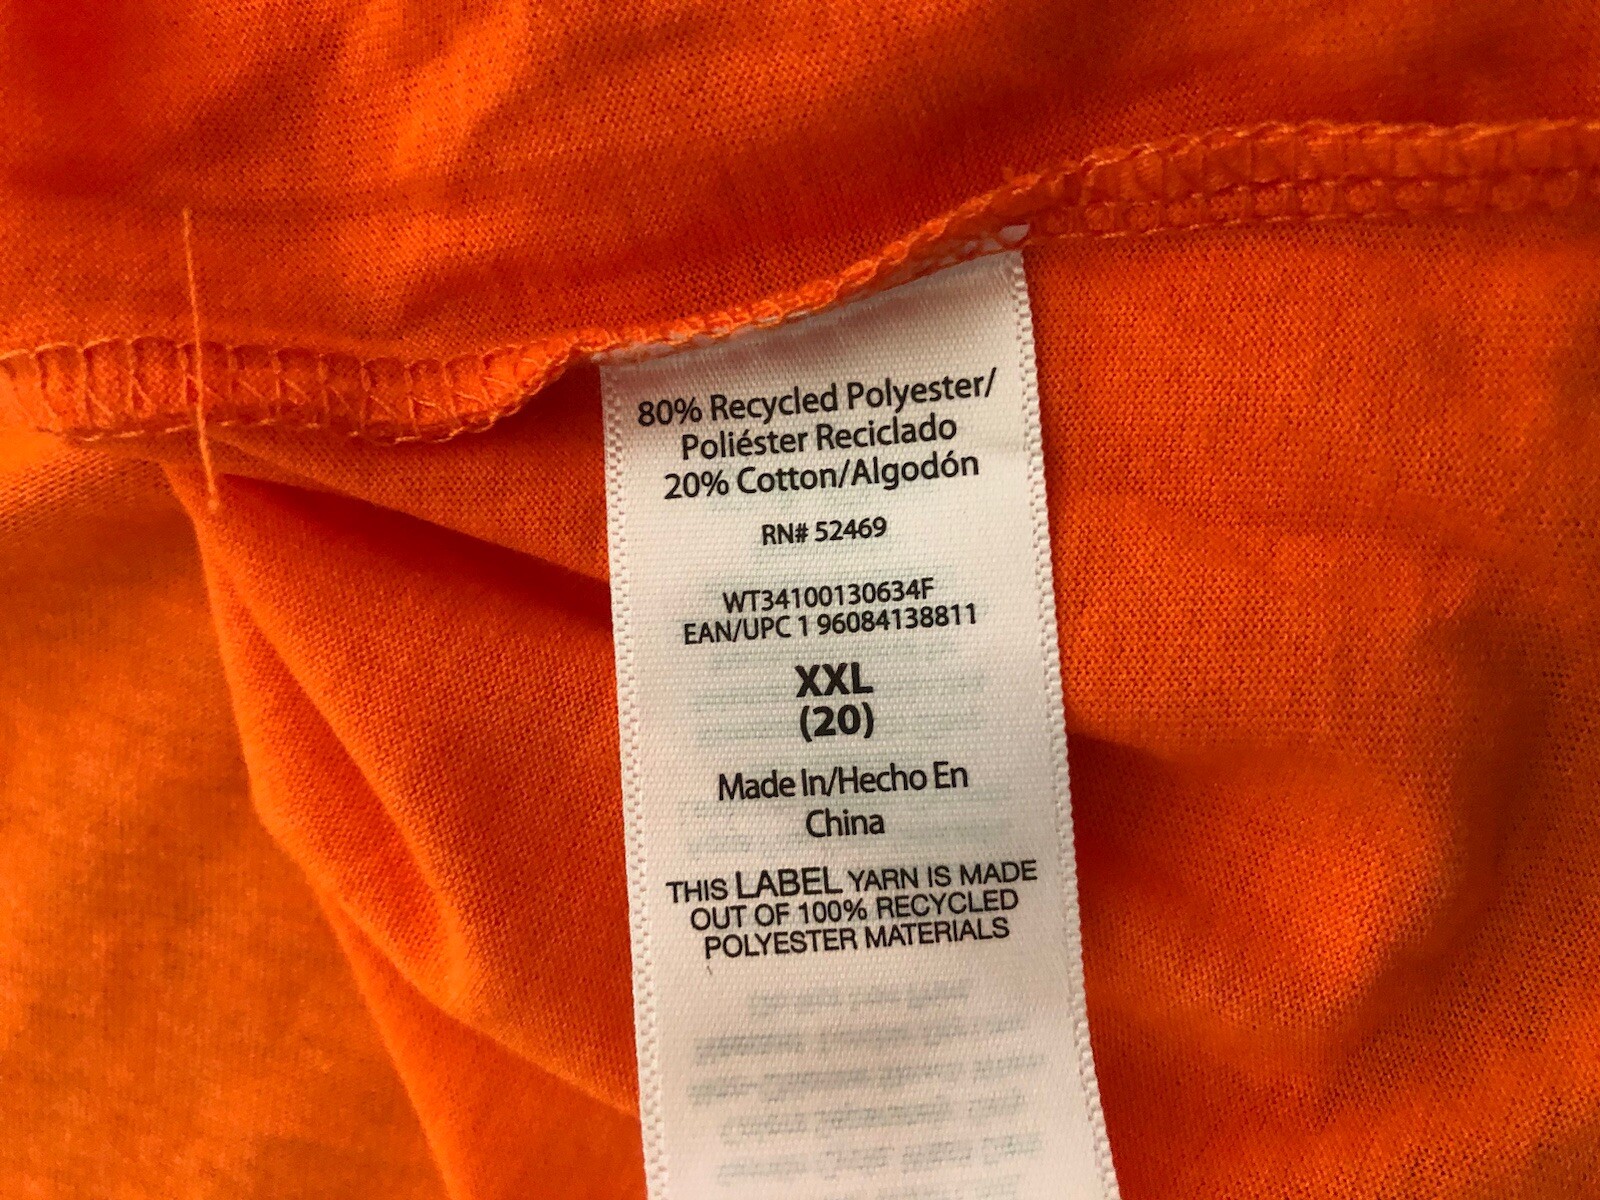 80% Recycled Polyester/
Poliéster Reciclado
20% Cotton/Algodón
RN# 52469
WT34100130634F
EAN/UPC 1 96084138811
XXL
(20)
Made In/Hecho En
China
THIS LABEL YARN IS MADE
OUT OF 100% RECYCLED
POLYESTER MATERIALS